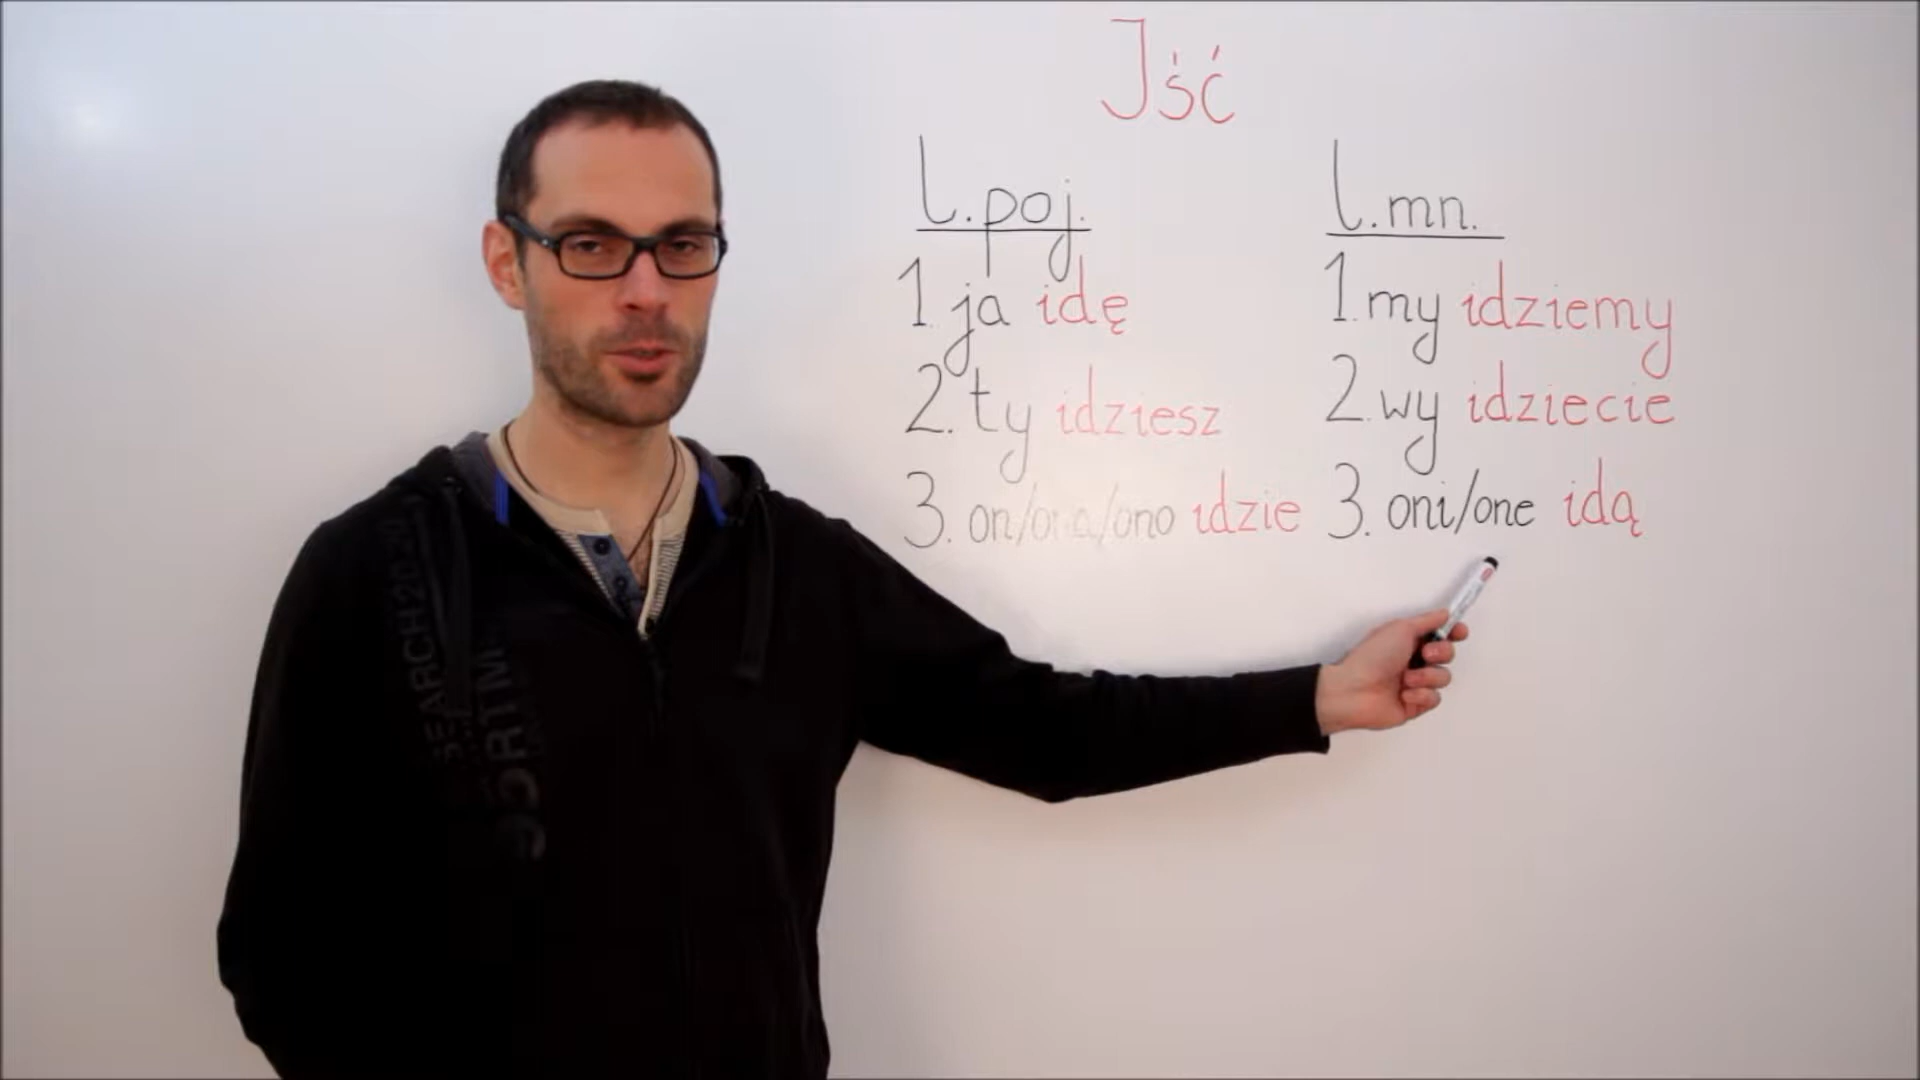 Iść
l. poj.
1. ja idę
2. ty idziesz
3. on/ona/ono idzie
l. mn.
1. my idziemy
2. wy idziecie
3. oni/one idą